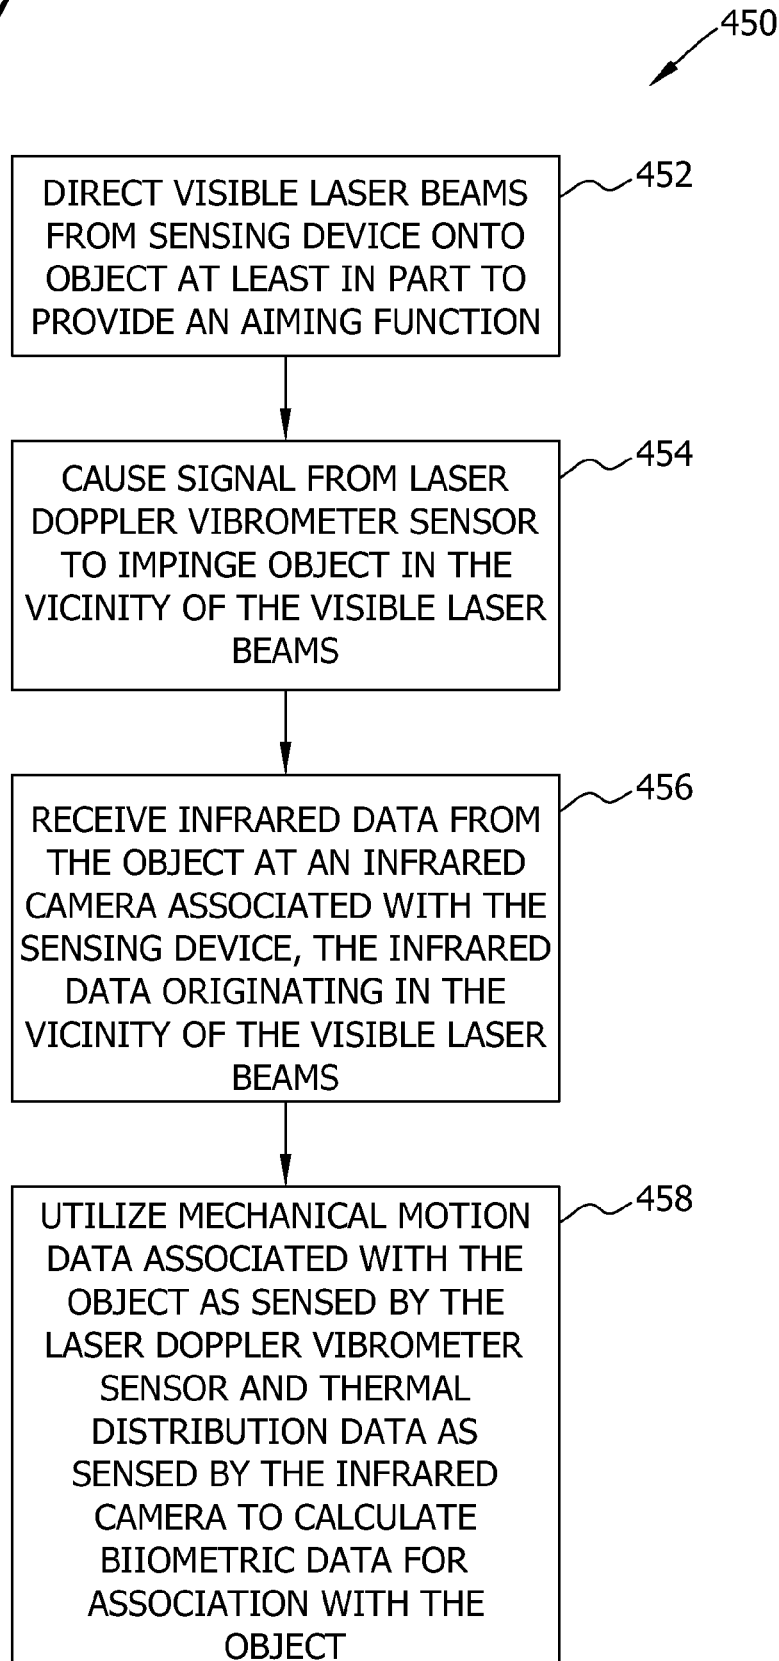 450
452
DIRECT VISIBLE LASER BEAMS
FROM SENSING DEVICE ONTO
OBJECT AT LEAST IN PART TO
PROVIDE AN AIMING FUNCTION
454
CAUSE SIGNAL FROM LASER
DOPPLER VIBROMETER SENSOR
TO IMPINGE OBJECT IN THE
VICINITY OF THE VISIBLE LASER
BEAMS
456
RECEIVE INFRARED DATA FROM
THE OBJECT AT AN INFRARED
CAMERA ASSOCIATED WITH THE
SENSING DEVICE, THE INFRARED
DATA ORIGINATING IN THE
VICINITY OF THE VISIBLE LASER
BEAMS
458
UTILIZE MECHANICAL MOTION
DATA ASSOCIATED WITH THE
OBJECT AS SENSED BY THE
LASER DOPPLER VIBROMETER
SENSOR AND THERMAL
DISTRIBUTION DATA AS
SENSED BY THE INFRARED
CAMERA TO CALCULATE
BIIOMETRIC DATA FOR
ASSOCIATION WITH THE
OBJECT